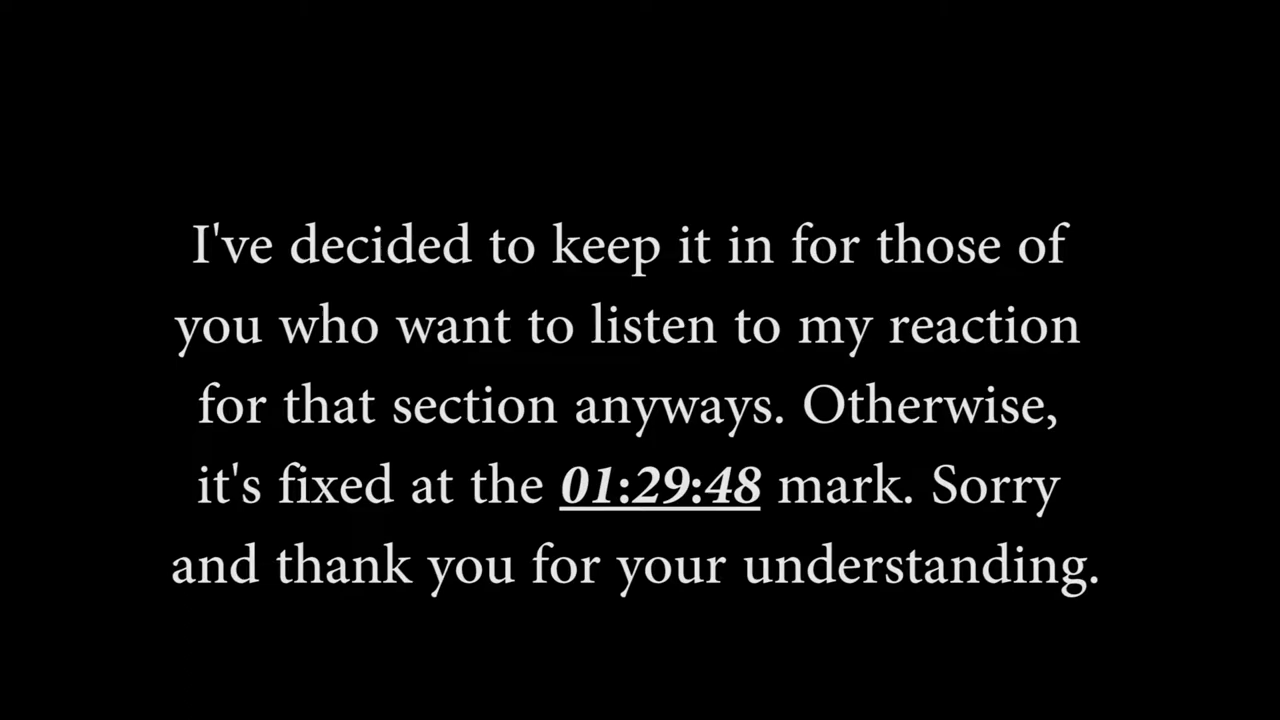 I've decided to keep it in for those of
you who want to listen to my reaction
for that section anyways. Otherwise,
it's fixed at the 01:29:48 mark. Sorry
and thank you for your understanding.